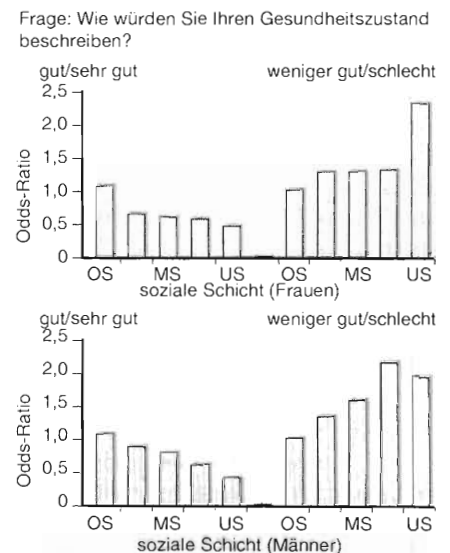 Frage: Wie würden Sie Ihren Gesundheitszustand
beschreiben?
gut/sehr gut weniger gut/schlecht
2,5
2,0
1,5
1,0
0,5
0
Odds-Ratio
OS MS US OS MS US
soziale Schicht (Frauen)
gut/sehr gut weniger gut/schlecht
2,5
2,0
1,5
1,0
0,5
0
Odds-Ratio
OS MS US OS MS US
soziale Schicht (Männer)